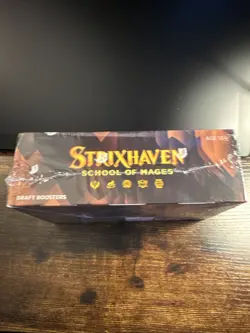 STRIXHAVEN
SCHOOL OF MAGES
DRAFT BOOSTERS